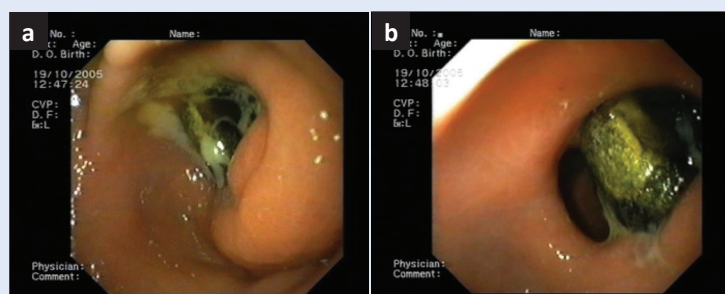 a
No.: Name:
x: Age:
D. O. Birth:
19/10/2005
12:47:24
CVP:
D. F:
Ex:L
Physician:
Comment:
b
No.: Name:
x: Age:
D. O. Birth:
19/10/2005
12:48:03
CVP:
D. F:
Ex:L
Physician:
Comment: